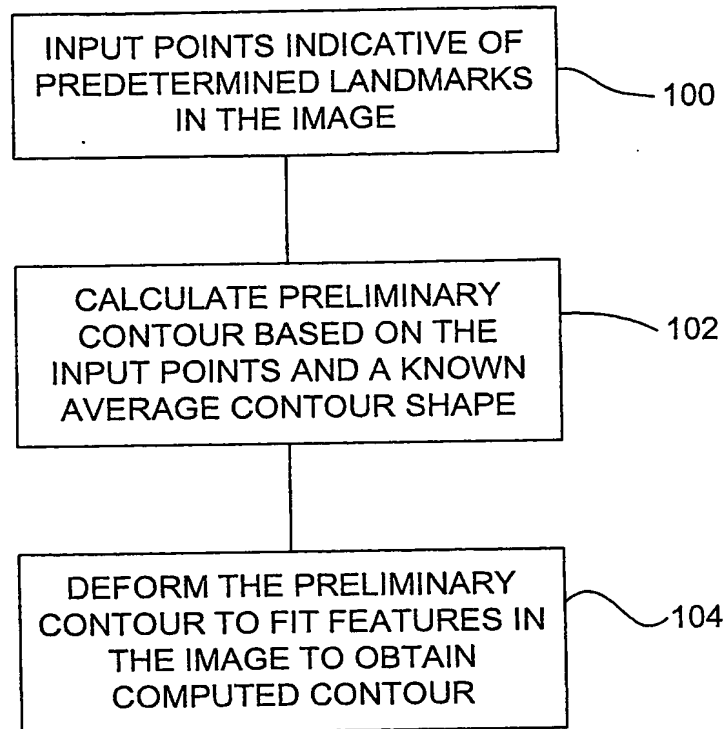 INPUT POINTS INDICATIVE OF
PREDETERMINED LANDMARKS
IN THE IMAGE
100
CALCULATE PRELIMINARY
CONTOUR BASED ON THE
INPUT POINTS AND A KNOWN
AVERAGE CONTOUR SHAPE
102
DEFORM THE PRELIMINARY
CONTOUR TO FIT FEATURES IN
THE IMAGE TO OBTAIN
COMPUTED CONTOUR
104